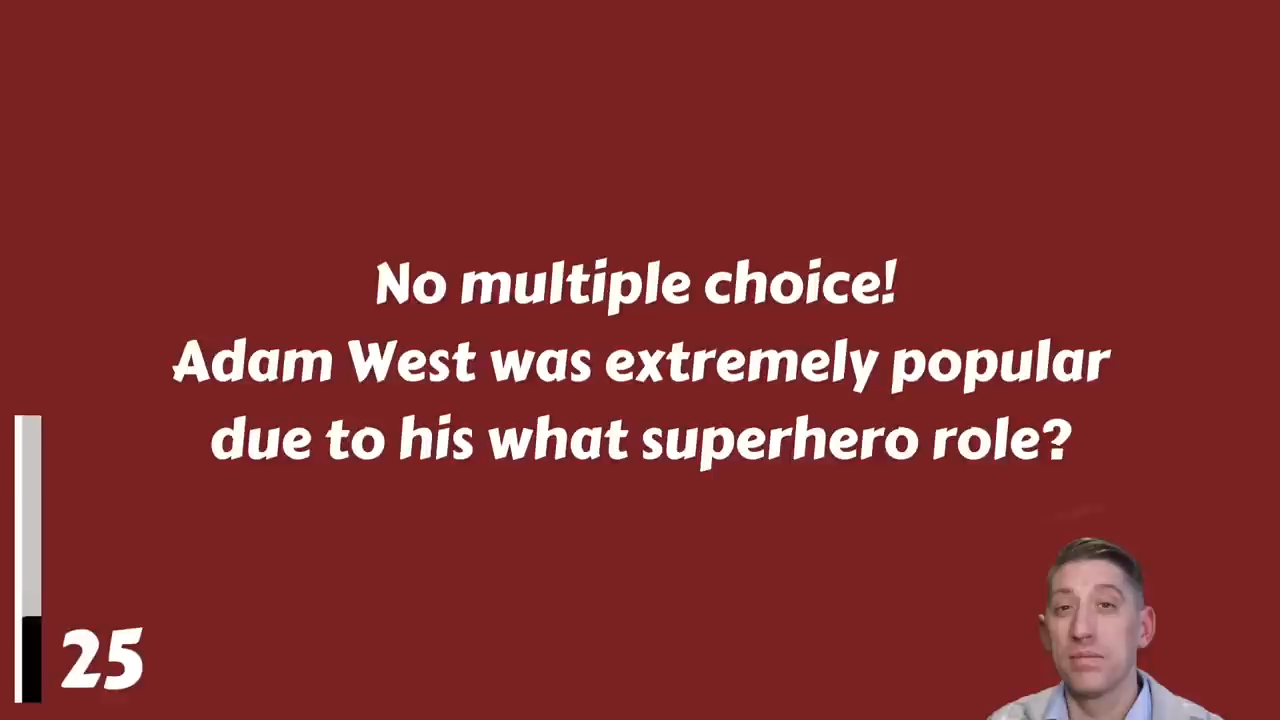 No multiple choice!
Adam West was extremely popular
due to his what superhero role?
25